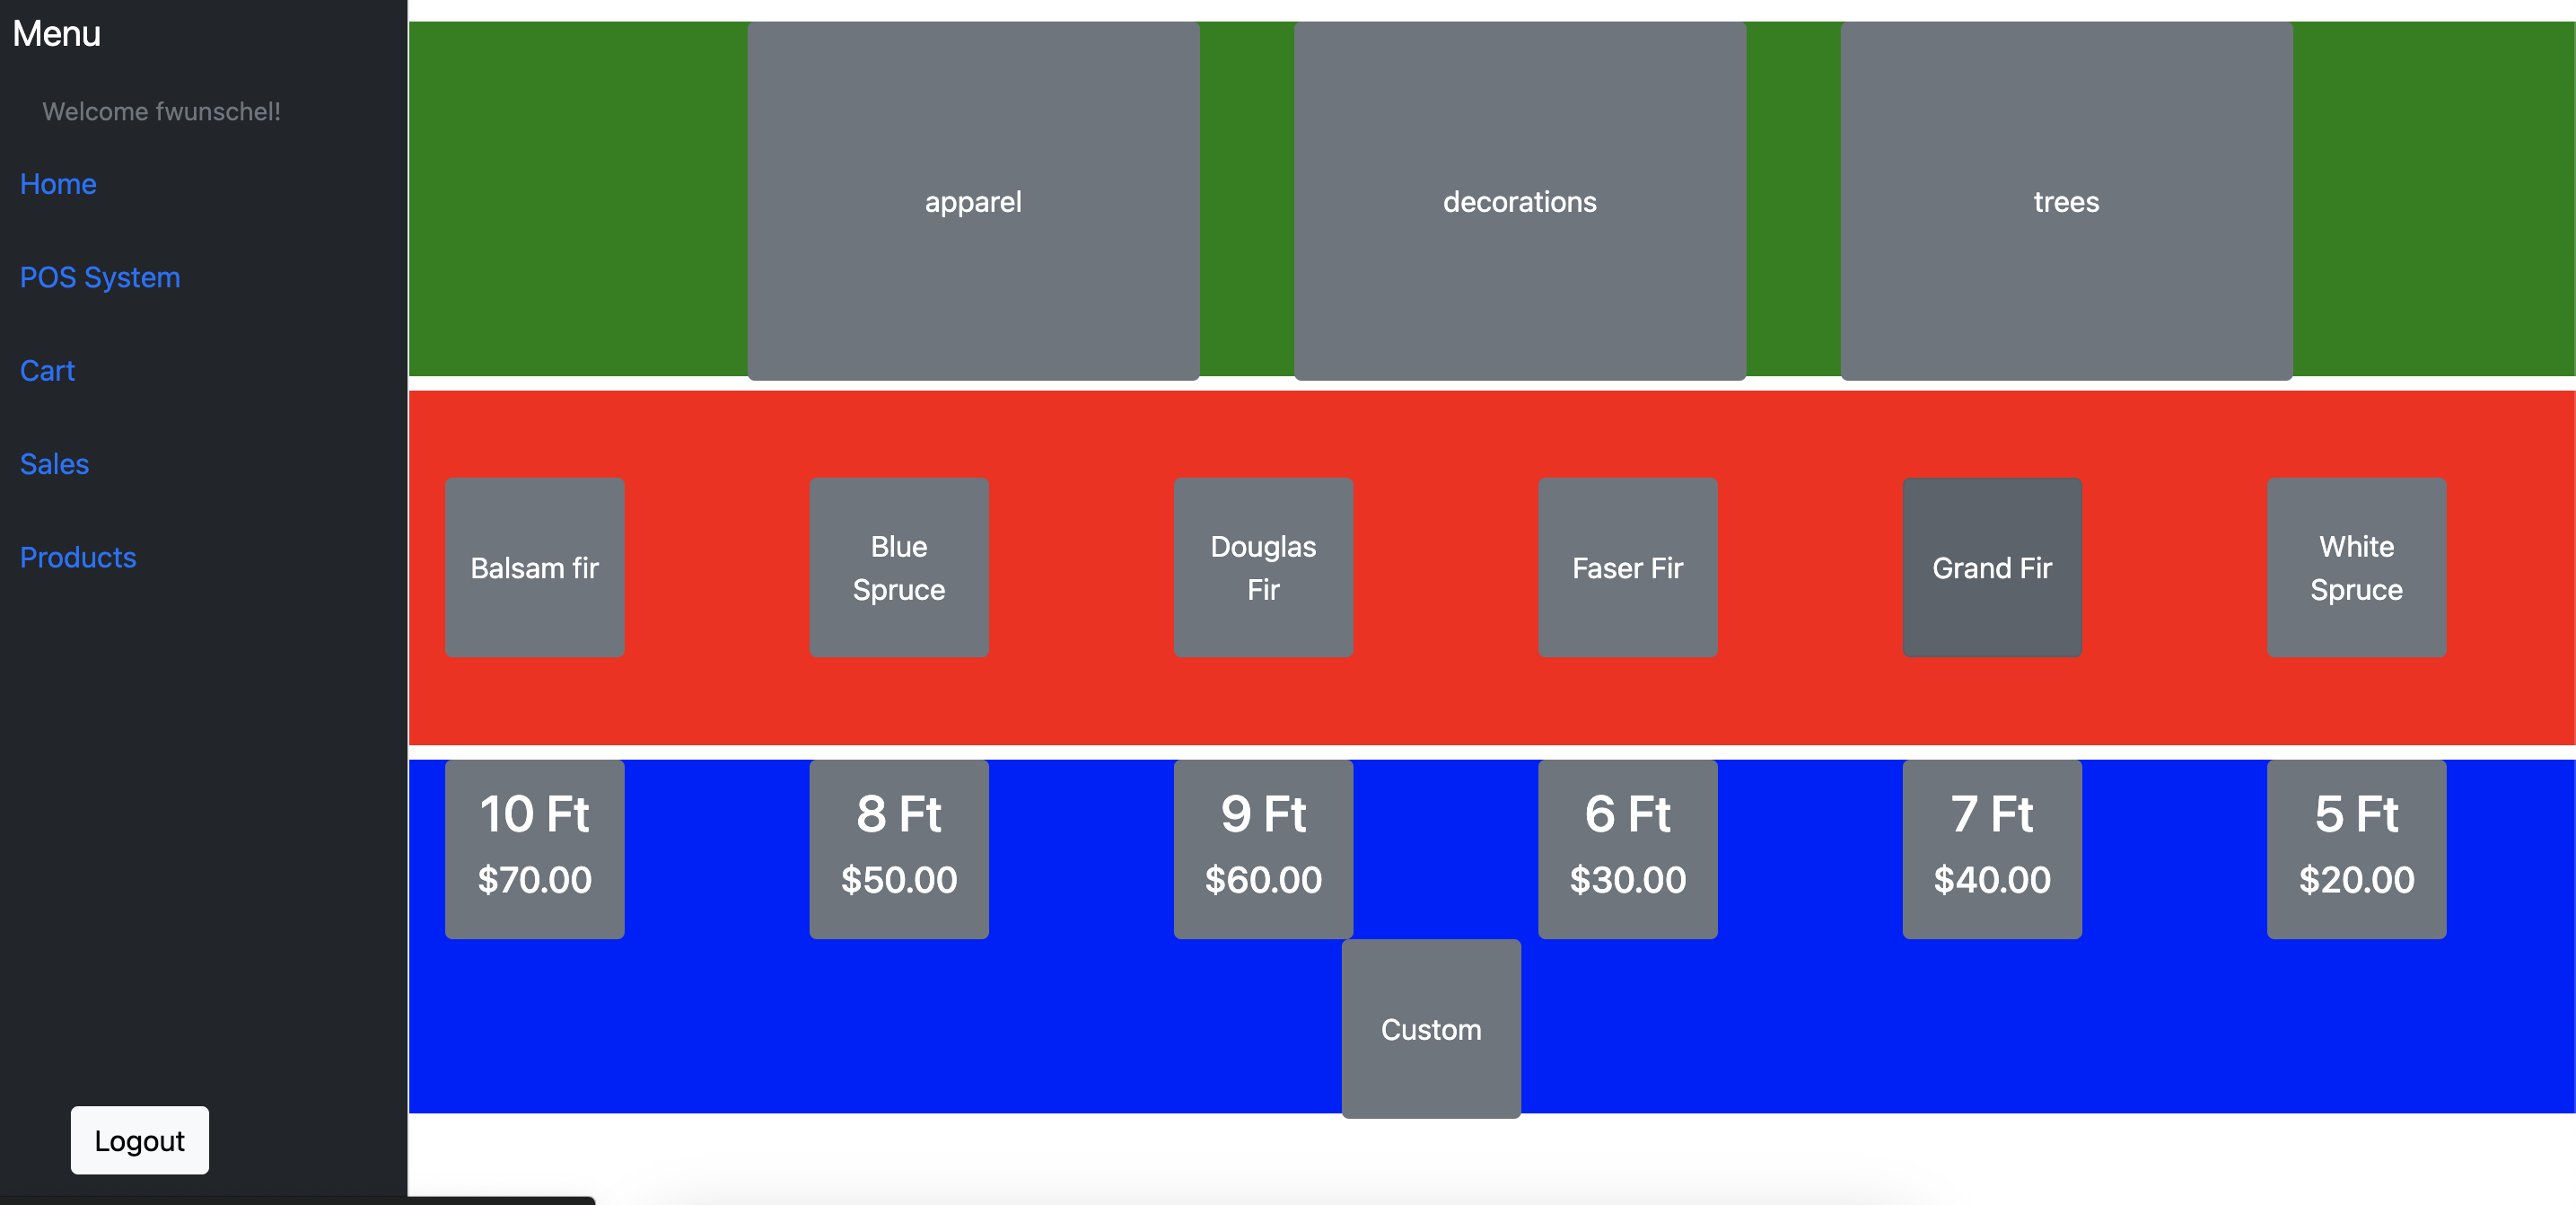 Menu
Welcome fwunschel!
Home
POS System
Cart
Sales
Products
Logout
apparel
decorations
trees
Balsam fir
Blue
Spruce
Douglas
Fir
Faser Fir
Grand Fir
White
Spruce
10 Ft
$70.00
8 Ft
$50.00
9 Ft
$60.00
6 Ft
$30.00
7 Ft
$40.00
5 Ft
$20.00
Custom